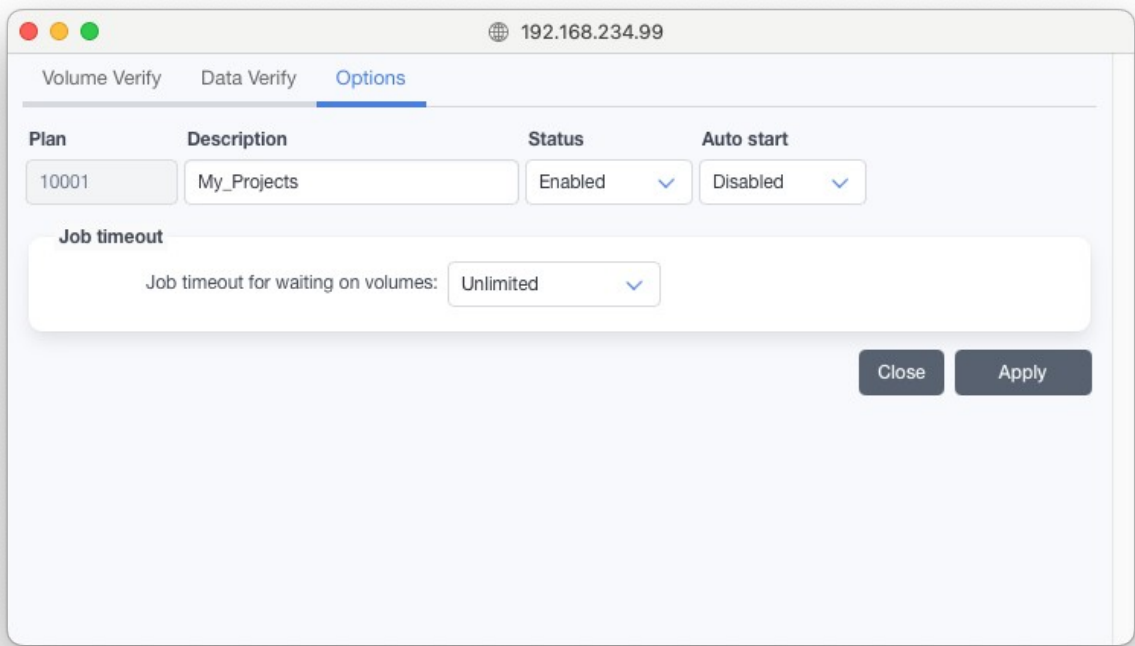 192.168.234.99
Volume Verify Data Verify Options
Plan Description Status Auto start
10001 My_Projects Enabled Disabled
Job timeout
Job timeout for waiting on volumes: Unlimited
Close Apply